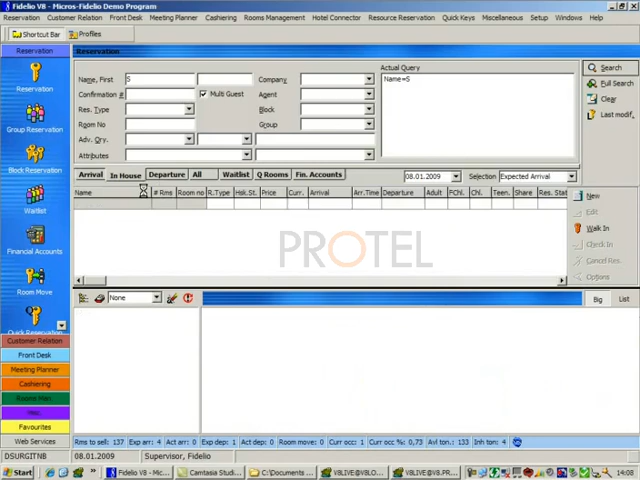 Fidelio V8 - Micros-Fidelio Demo Program
Reservation Customer Relation Front Desk Meeting Planner Cashiering Rooms Management Hotel Connector Resource Reservation Quick Keys Miscellaneous Setup Windows Help
Shortcut Bar Profiles
Reservation
Reservation
Name, First S
Company
Actual Query
Name=S
Search
Confirmation #
Multi Guest
Agent
Full Search
Reservation
Res. Type
Block
Clear
Room No
Group
Last modif.
Group Reservation
Adv. Qry.
Attributes
Block Reservation
Arrival In House Departure All Waitlist Q Rooms Fin. Accounts
08.01.2009
Selection Expected Arrival
Name # Rms Room no R.Type Hsk.St. Price Curr. Arrival Arr.Time Departure Adult FChl. Chl. Teen. Share Res. Stat
New
Waitlist
Edit
Walk In
Financial Accounts
PROTEL
Check In
Cancel Res.
Room Move
Options
None
Big List
Quick Reservation
Customer Relation
Front Desk
Meeting Planner
Cashiering
Rooms Man.
Misc.
Favourites
Web Services
Rms to sell: 137 Exp arr: 4 Act arr: 0 Exp dep: 1 Act dep: 0 Room move: 0 Curr occ: 1 Curr occ %: 0,73 Avl ton.: 133 Inh ton: 4
DSURGITNB 08.01.2009 Supervisor, Fidelio
Start
Fidelio V8 - Mic...
Camtasia Studi...
C:\Documents ...
V8LIVE@V8LO...
V8LIVE@V8.PR...
14:08